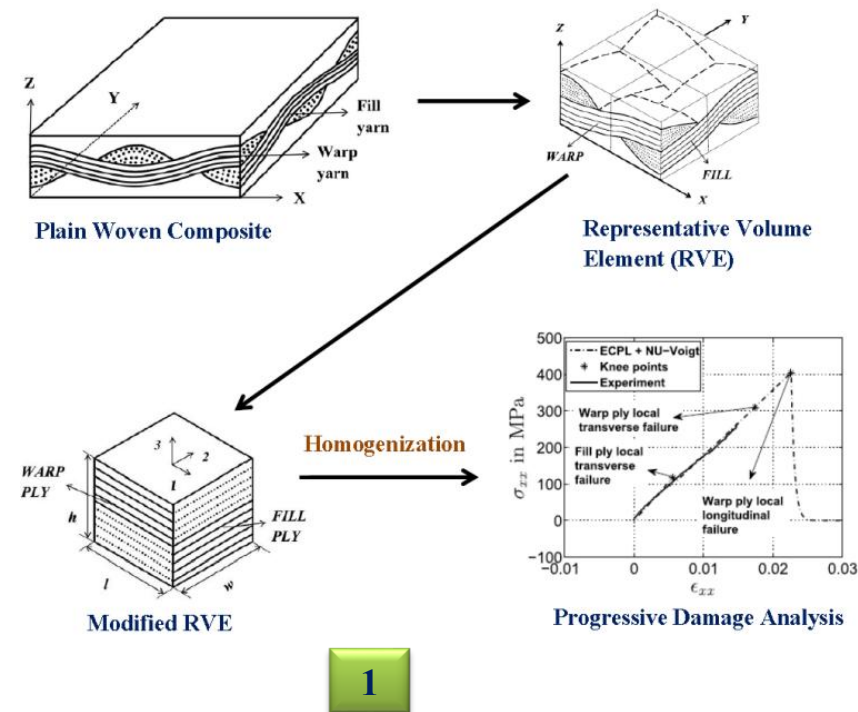 Z
Y
Fill
yarn
Warp
yarn
X
Plain Woven Composite
Z
Y
WARP
FILL
X
Representative Volume
Element (RVE)
3
2
1
WARP
PLY
h
FILL
PLY
l
w
Modified RVE
Homogenization
500
400
300
200
100
0
−100
−0.01
0
0.01
0.02
0.03
σxx in MPa
ϵxx
ECPL + NU−Voigt
Knee points
Experiment
Warp ply local
transverse failure
Fill ply local
transverse
failure
Warp ply local
longitudinal
failure
Progressive Damage Analysis
1